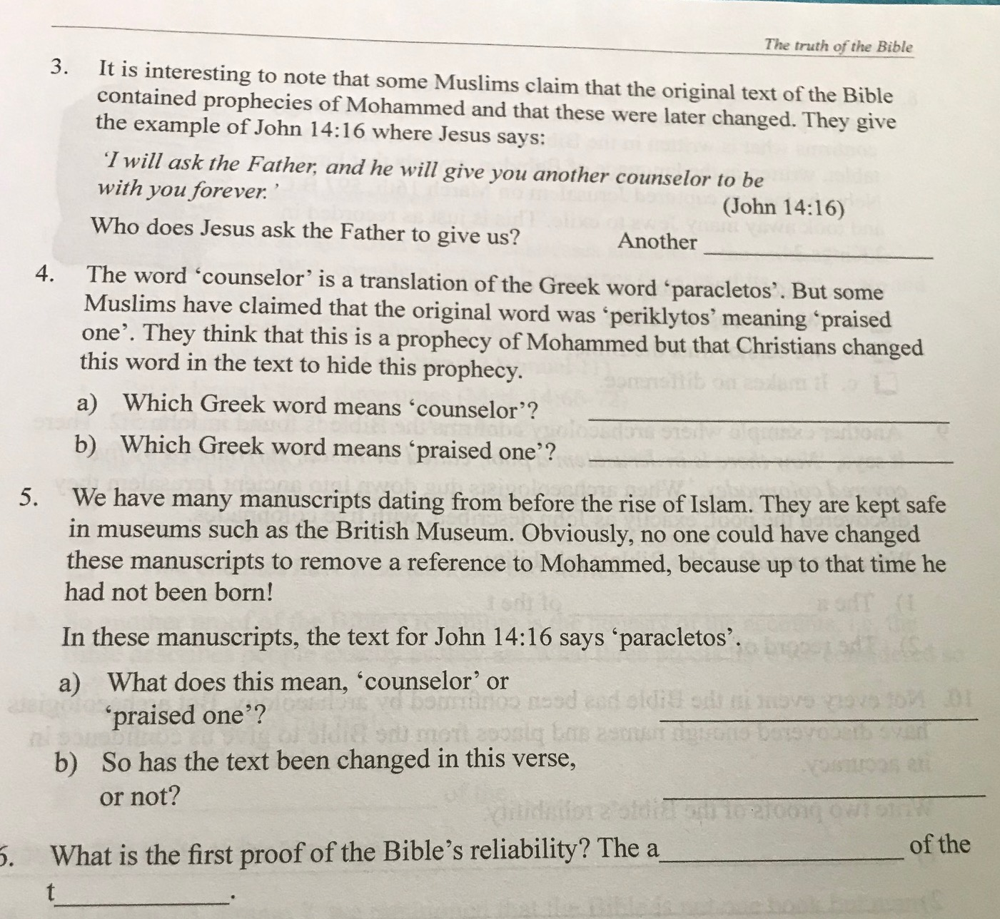 The truth of the Bible
3. It is interesting to note that some Muslims claim that the original text of the Bible
contained prophecies of Mohammed and that these were later changed. They give
the example of John 14:16 where Jesus says:
‘I will ask the Father, and he will give you another counselor to be
with you forever.’
(John 14:16)
Who does Jesus ask the Father to give us? Another ____________
4. The word ‘counselor’ is a translation of the Greek word ‘paracletos’. But some
Muslims have claimed that the original word was ‘periklytos’ meaning ‘praised
one’. They think that this is a prophecy of Mohammed but that Christians changed
this word in the text to hide this prophecy.
a) Which Greek word means ‘counselor’? ____________
b) Which Greek word means ‘praised one’? ____________
5. We have many manuscripts dating from before the rise of Islam. They are kept safe
in museums such as the British Museum. Obviously, no one could have changed
these manuscripts to remove a reference to Mohammed, because up to that time he
had not been born!
In these manuscripts, the text for John 14:16 says ‘paracletos’.
a) What does this mean, ‘counselor’ or
‘praised one’? ____________
b) So has the text been changed in this verse,
or not? ____________
6. What is the first proof of the Bible’s reliability? The a____________ of the
t____________.